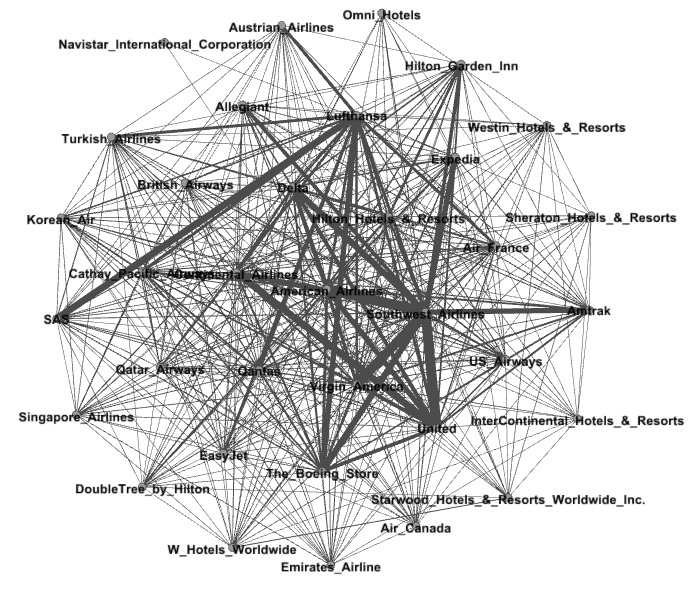 Omni_Hotels
Austrian_Airlines
Navistar_International_Corporation
Hilton_Garden_Inn
Allegiant
Lufthansa
Westin_Hotels_&_Resorts
Turkish_Airlines
Expedia
British_Airways
Delta
Korean_Air
Hilton_Hotels_&_Resorts
Sheraton_Hotels_&_Resorts
Air_France
Cathay_Pacific_Airways
Continental_Airlines
American_Airlines
SAS
Southwest_Airlines
Amtrak
US_Airways
Qatar_Airways
Qantas
Virgin_America
Singapore_Airlines
InterContinental_Hotels_&_Resorts
United
EasyJet
The_Boeing_Store
DoubleTree_by_Hilton
Starwood_Hotels_&_Resorts_Worldwide_Inc.
Air_Canada
W_Hotels_Worldwide
Emirates_Airline